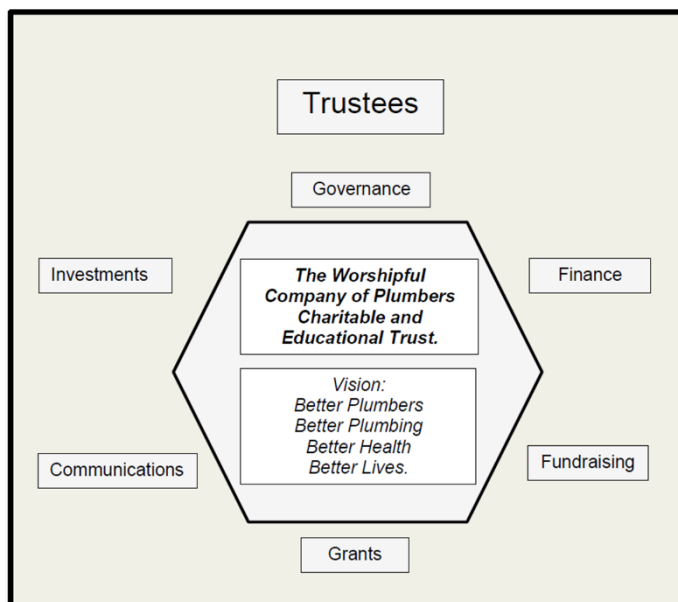 Trustees
Governance
Investments
Finance
The Worshipful
Company of Plumbers
Charitable and
Educational Trust.
Vision:
Better Plumbers
Better Plumbing
Better Health
Better Lives.
Communications
Fundraising
Grants